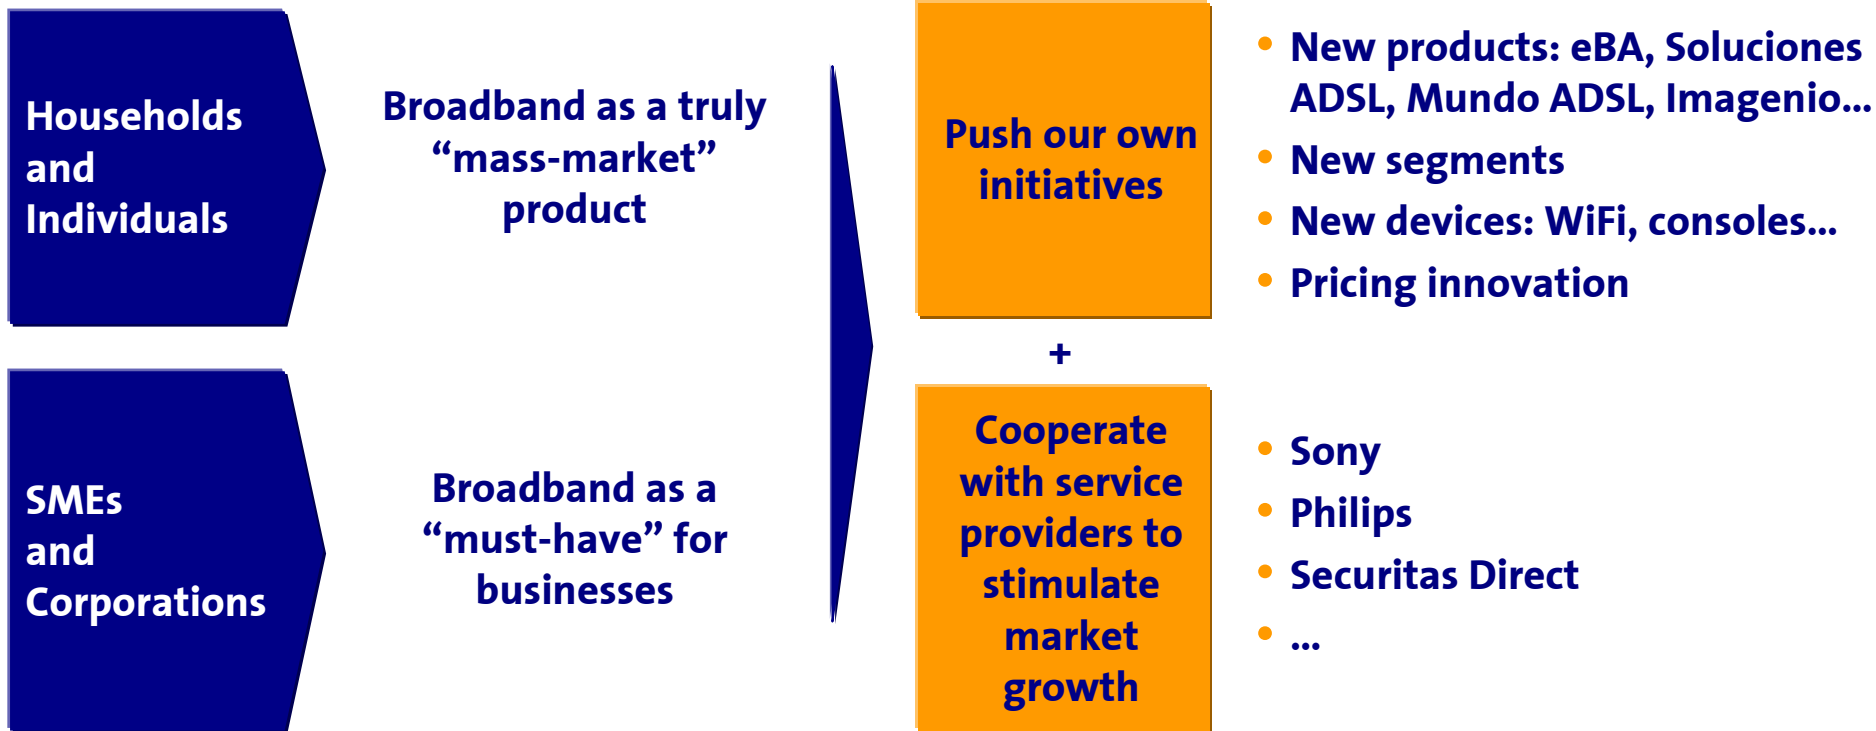 Households
and
Individuals
Broadband as a truly
“mass-market”
product
SMEs
and
Corporations
Broadband as a
“must-have” for
businesses
Push our own
initiatives
• New products: eBA, Soluciones
ADSL, Mundo ADSL, Imagenio...
• New segments
• New devices: WiFi, consoles...
• Pricing innovation
+
Cooperate
with service
providers to
stimulate
market
growth
• Sony
• Philips
• Securitas Direct
• ...